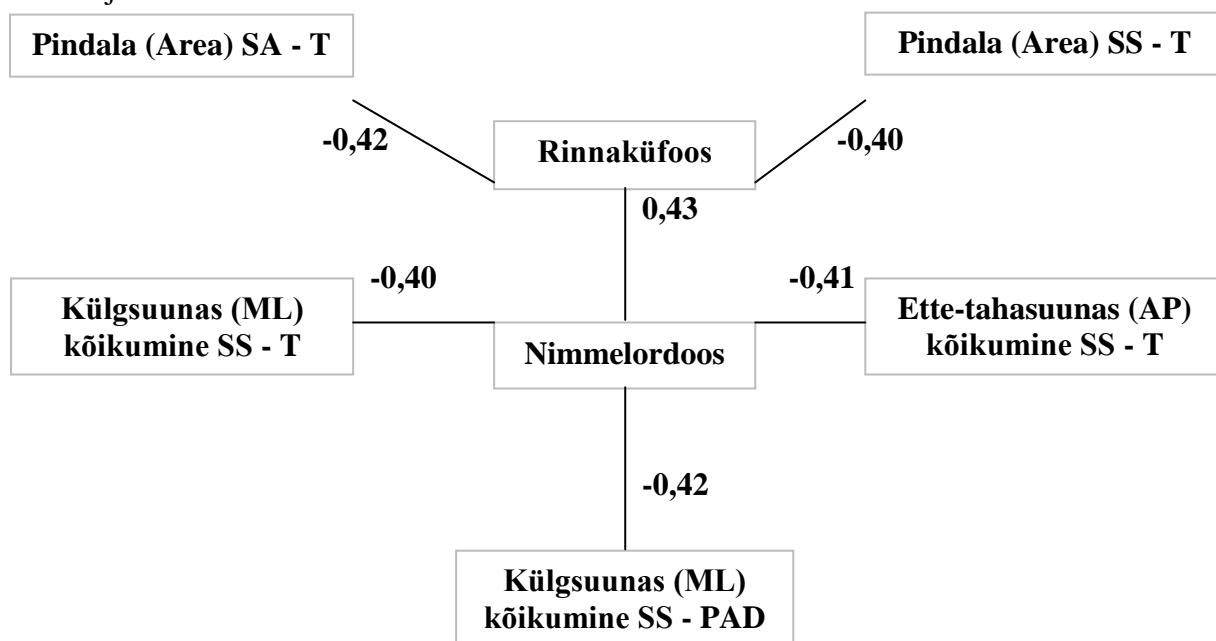 Pindala (Area) SA - T
Pindala (Area) SS - T
-0,42
Rinnaküfoos
-0,40
0,43
-0,40
-0,41
Külgsuunas (ML)
kõikumine SS - T
Ette-tahasuunas (AP)
kõikumine SS - T
Nimmelordoos
-0,42
Külgsuunas (ML)
kõikumine SS - PAD